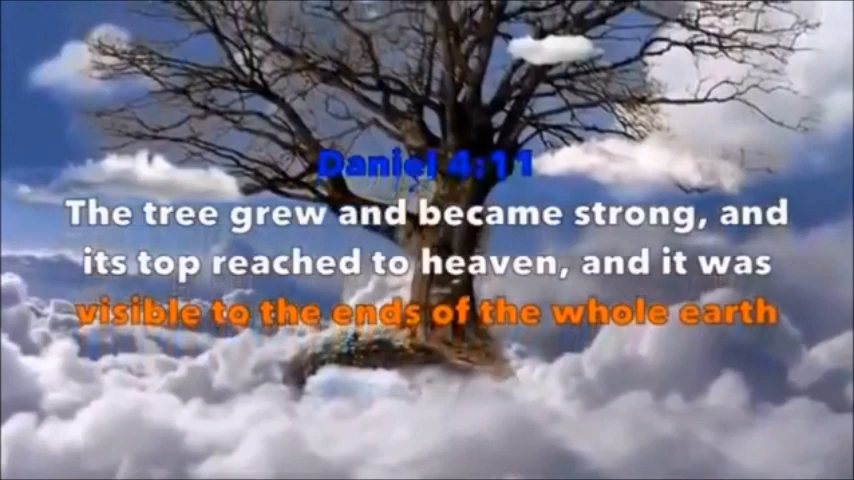 Daniel 4:11
The tree grew and became strong, and
its top reached to heaven, and it was
visible to the ends of the whole earth